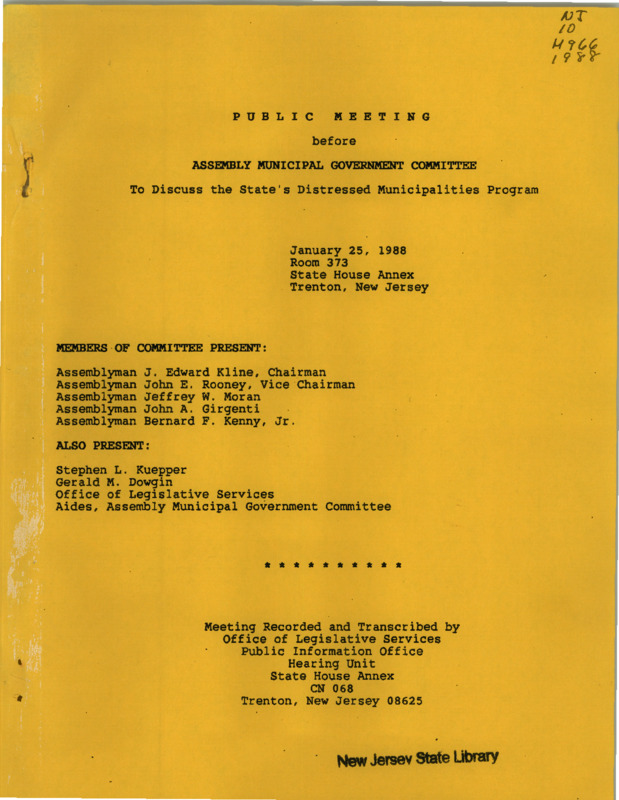 NJ
10
H966
1988
PUBLIC MEETING
before
ASSEMBLY MUNICIPAL GOVERNMENT COMMITTEE
To Discuss the State's Distressed Municipalities Program
January 25, 1988
Room 373
State House Annex
Trenton, New Jersey
MEMBERS OF COMMITTEE PRESENT:
Assemblyman J. Edward Kline, Chairman
Assemblyman John E. Rooney, Vice Chairman
Assemblyman Jeffrey W. Moran
Assemblyman John A. Girgenti
Assemblyman Bernard F. Kenny, Jr.
ALSO PRESENT:
Stephen L. Kuepper
Gerald M. Dowgin
Office of Legislative Services
Aides, Assembly Municipal Government Committee
* * * * * * * * * *
Meeting Recorded and Transcribed by
Office of Legislative Services
Public Information Office
Hearing Unit
State House Annex
CN 068
Trenton, New Jersey 08625
New Jersey State Library